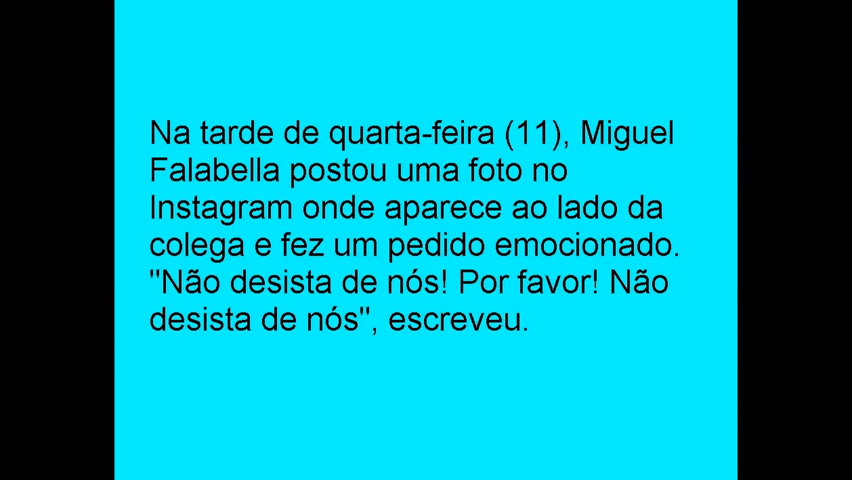 Na tarde de quarta-feira (11), Miguel
Falabella postou uma foto no
Instagram onde aparece ao lado da
colega e fez um pedido emocionado.
"Não desista de nós! Por favor! Não
desista de nós", escreveu.